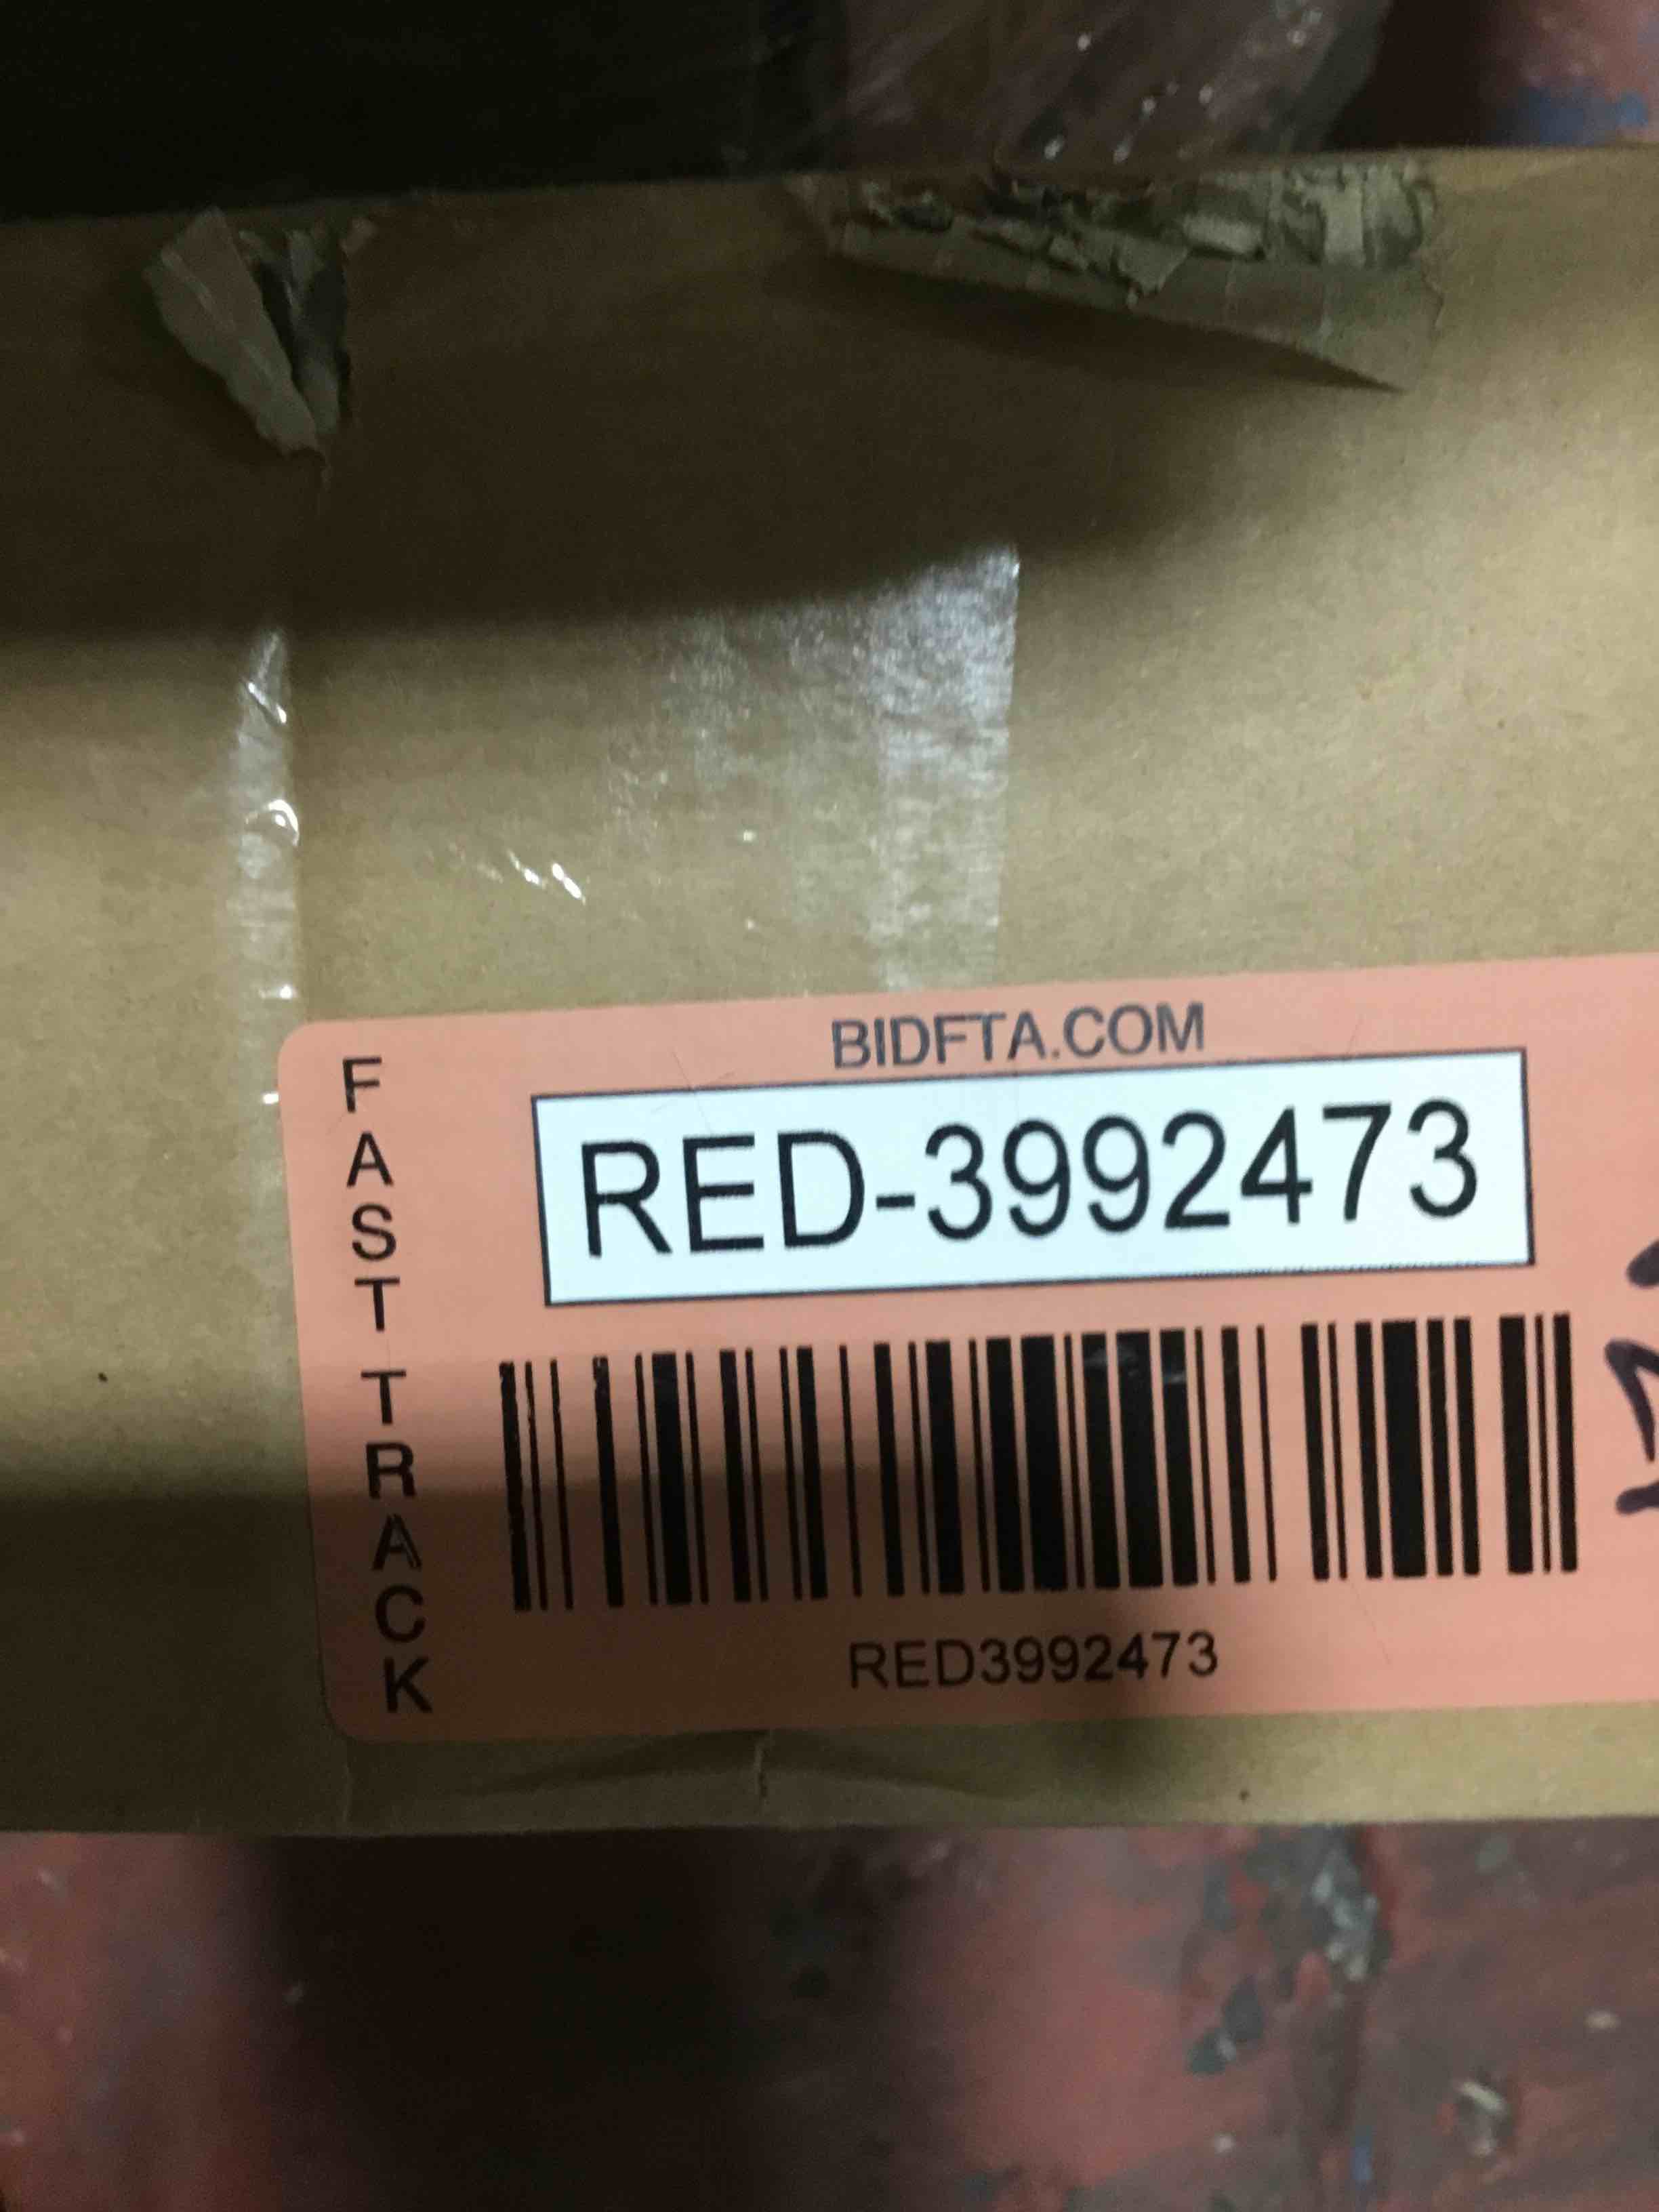 BIDFTA.COM
FAST TRACK
RED-3992473
RED3992473